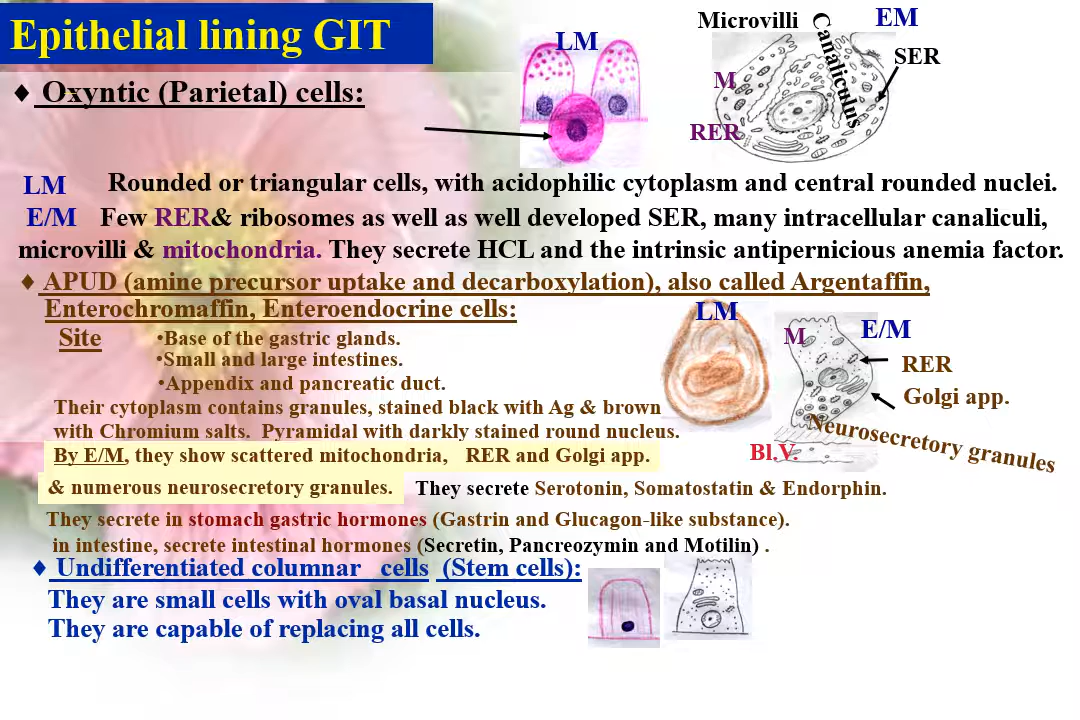 Epithelial lining GIT
LM
Microvilli
Canaliculus
EM
SER
M
RER
♦ Oxyntic (Parietal) cells:
LM Rounded or triangular cells, with acidophilic cytoplasm and central rounded nuclei.
E/M Few RER& ribosomes as well as well developed SER, many intracellular canaliculi,
microvilli & mitochondria. They secrete HCL and the intrinsic antipernicious anemia factor.
♦ APUD (amine precursor uptake and decarboxylation), also called Argentaffin,
Enterochromaffin, Enteroendocrine cells:
Site •Base of the gastric glands.
•Small and large intestines.
•Appendix and pancreatic duct.
Their cytoplasm contains granules, stained black with Ag & brown
with Chromium salts. Pyramidal with darkly stained round nucleus.
By E/M, they show scattered mitochondria, RER and Golgi app.
& numerous neurosecretory granules. They secrete Serotonin, Somatostatin & Endorphin.
LM
M
E/M
RER
Golgi app.
Neurosecretory granules
Bl.V.
They secrete in stomach gastric hormones (Gastrin and Glucagon-like substance).
in intestine, secrete intestinal hormones (Secretin, Pancreozymin and Motilin) .
♦ Undifferentiated columnar cells (Stem cells):
They are small cells with oval basal nucleus.
They are capable of replacing all cells.